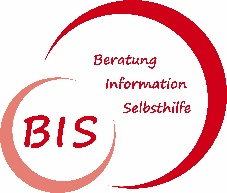 Beratung
Information
Selbsthilfe
BIS